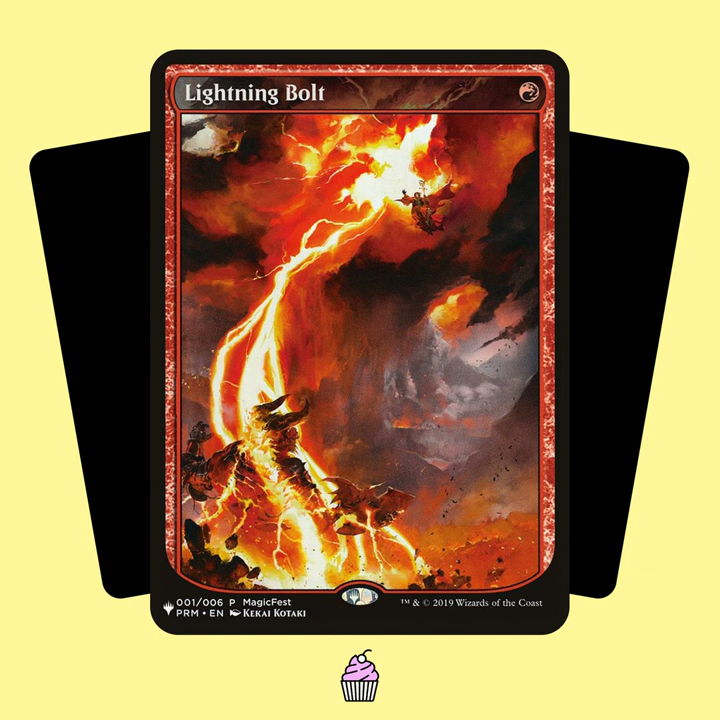 Lightning Bolt
001/006 P MagicFest
PRM • EN Kekai Kotaki
™ & © 2019 Wizards of the Coast